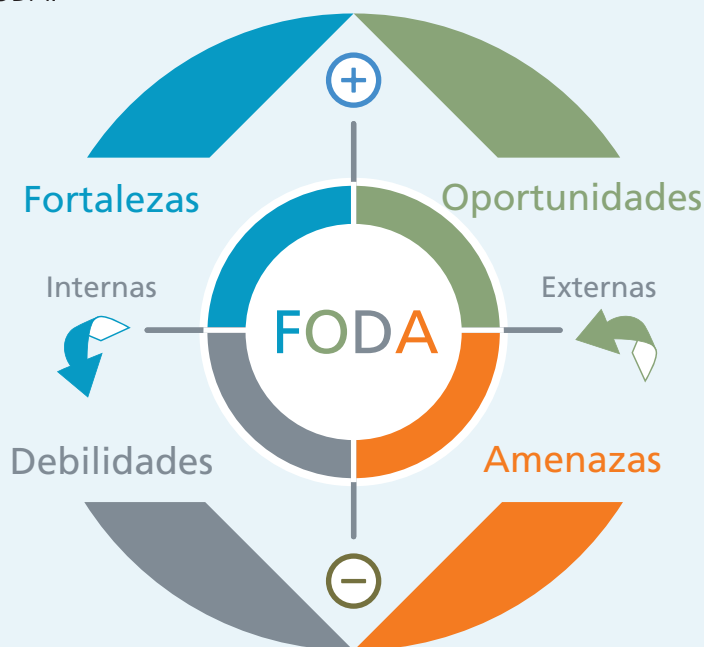 +
Fortalezas
Oportunidades
Internas
Externas
FODA
Debilidades
Amenazas
−